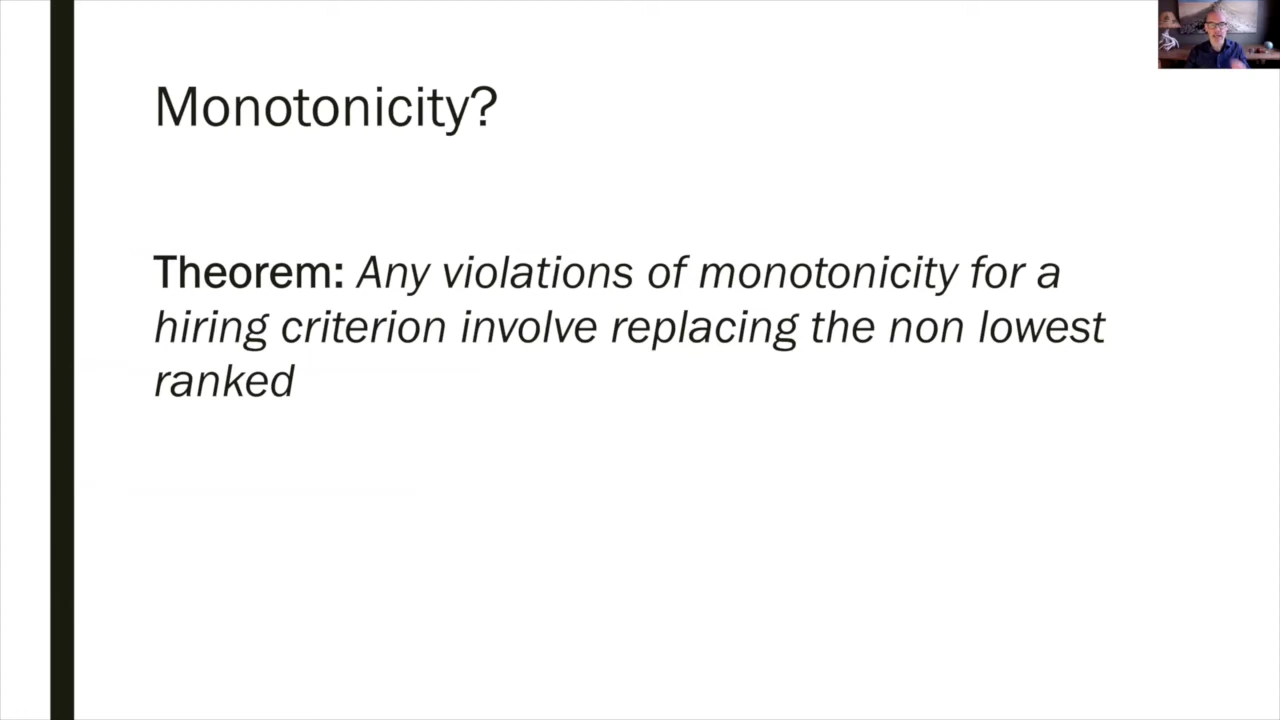 Monotonicity?
Theorem: Any violations of monotonicity for a
hiring criterion involve replacing the non lowest
ranked